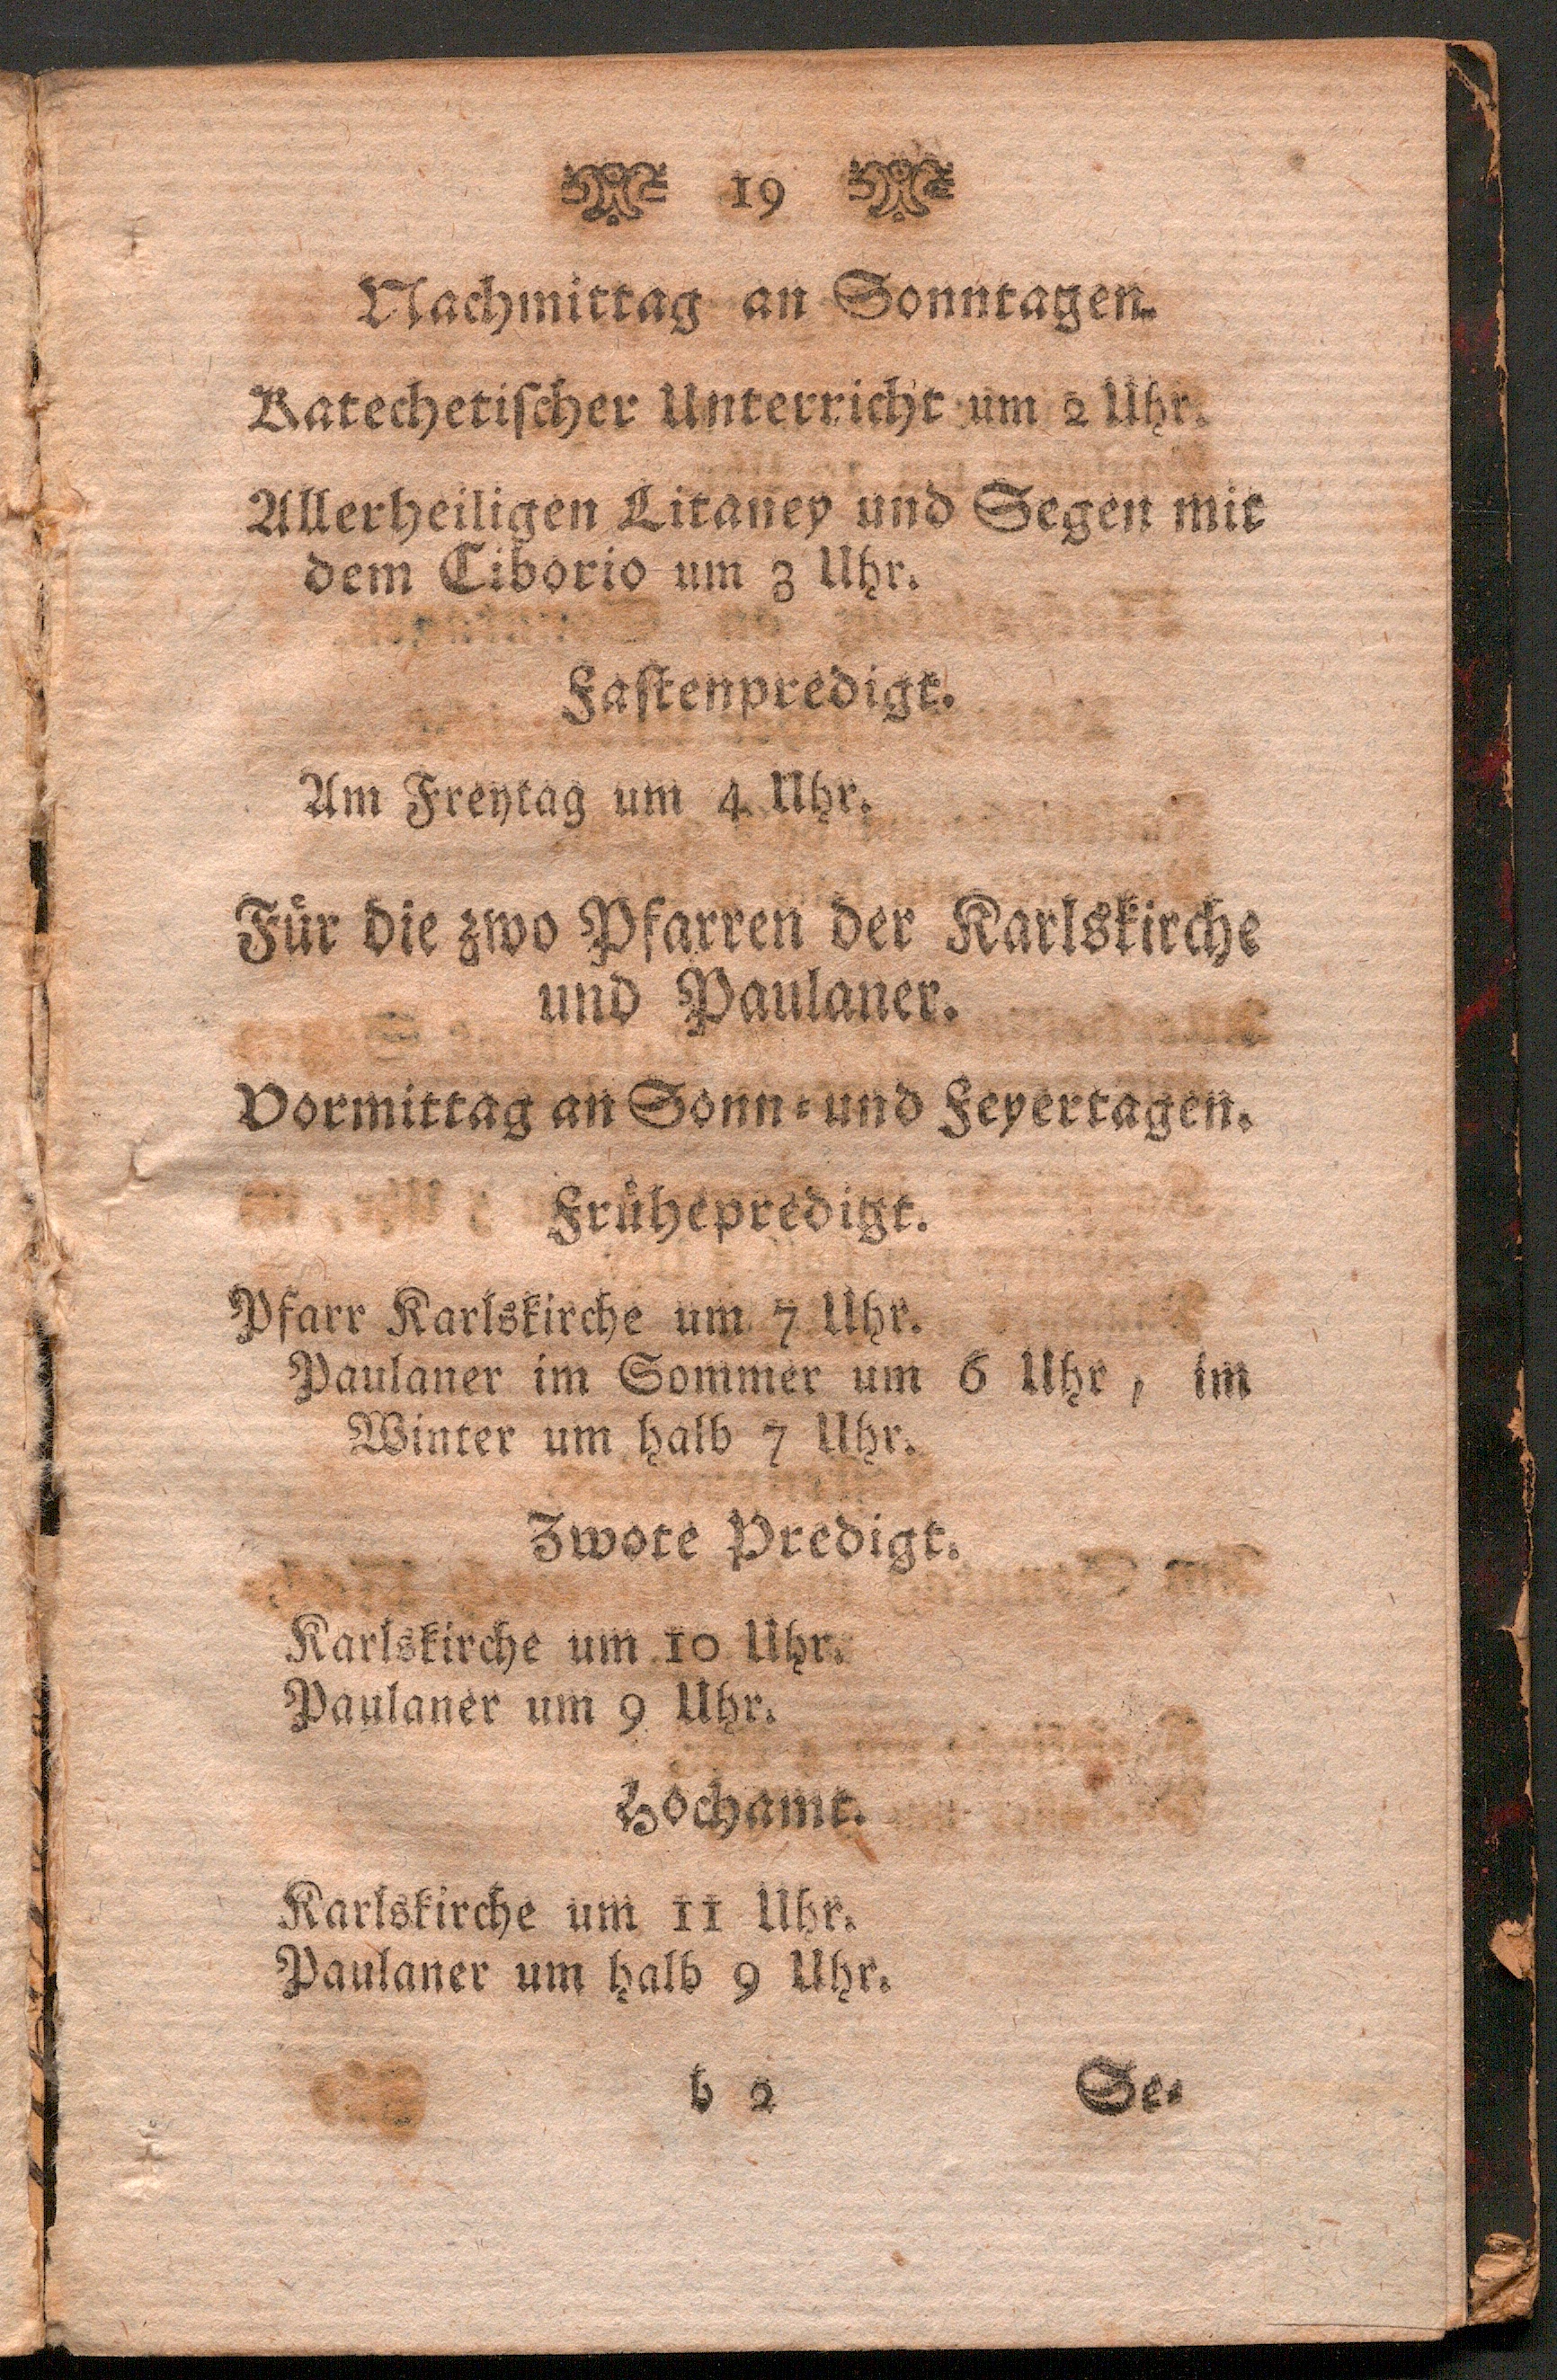 19
Nachmittag an Sonntagen.
Katechetischer Unterricht um 2 Uhr.
Allerheiligen Litaney und Segen mit
dem Ciborio um 3 Uhr.
Fastenpredigt.
Am Freytag um 4 Uhr.
Für die zwo Pfarren der Karlskirche
und Paulaner.
Vormittag an Sonn- und Feyertagen.
Frühepredigt.
Pfarr Karlskirche um 7 Uhr.
Paulaner im Sommer um 6 Uhr, im
Winter um halb 7 Uhr.
Zwote Predigt.
Karlskirche um 10 Uhr.
Paulaner um 9 Uhr.
Hochamt.
Karlskirche um 11 Uhr.
Paulaner um halb 9 Uhr.
b 2 Se-